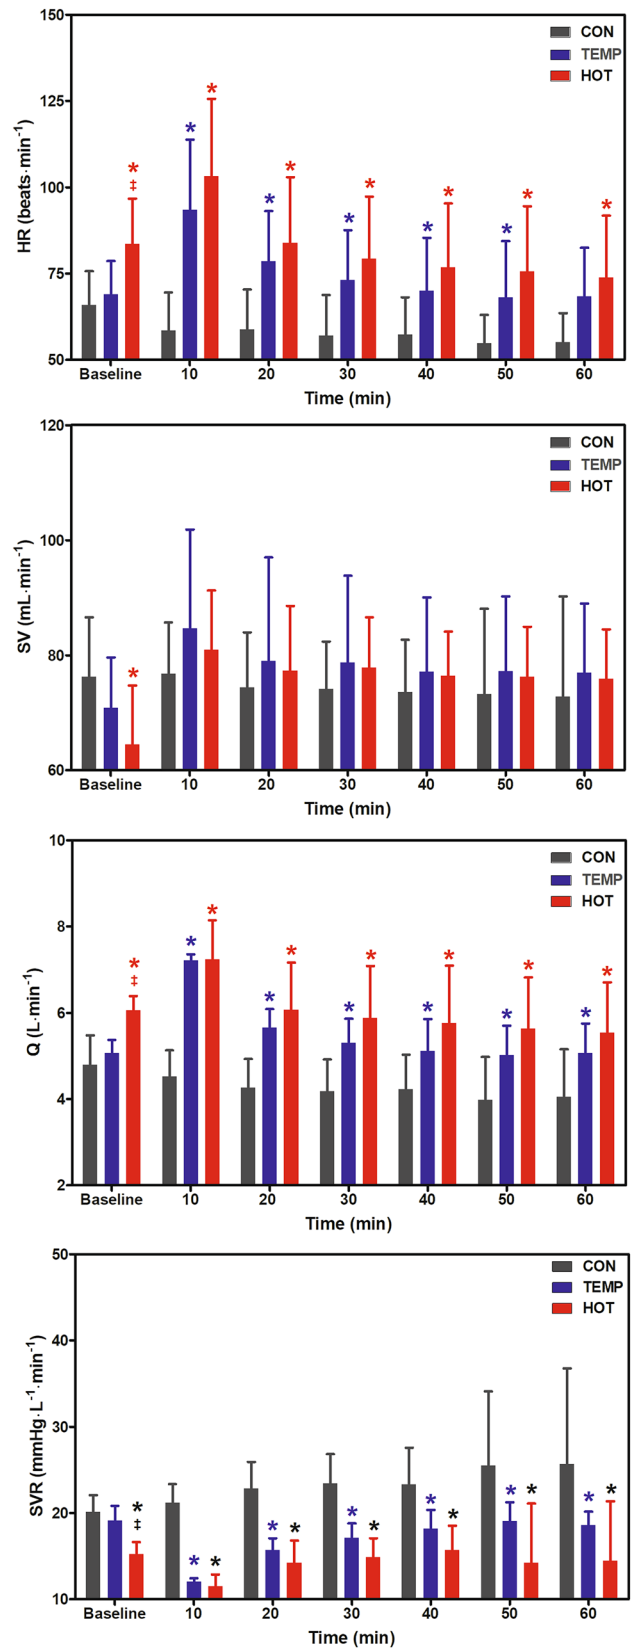 150
CON
TEMP
HOT
125
100
75
50
HR (beats·min⁻¹)
* ‡ * * * * * * * * * * * *
Baseline 10 20 30 40 50 60
Time (min)
120
CON
TEMP
HOT
100
80
60
SV (mL·min⁻¹)
*
Baseline 10 20 30 40 50 60
Time (min)
10
CON
TEMP
HOT
8
6
4
2
Q (L·min⁻¹)
* ‡ * * * * * * * * * * * *
Baseline 10 20 30 40 50 60
Time (min)
50
CON
TEMP
HOT
40
30
20
10
SVR (mmHg·L⁻¹·min⁻¹)
* ‡ * * * * * * * * * * * *
Baseline 10 20 30 40 50 60
Time (min)